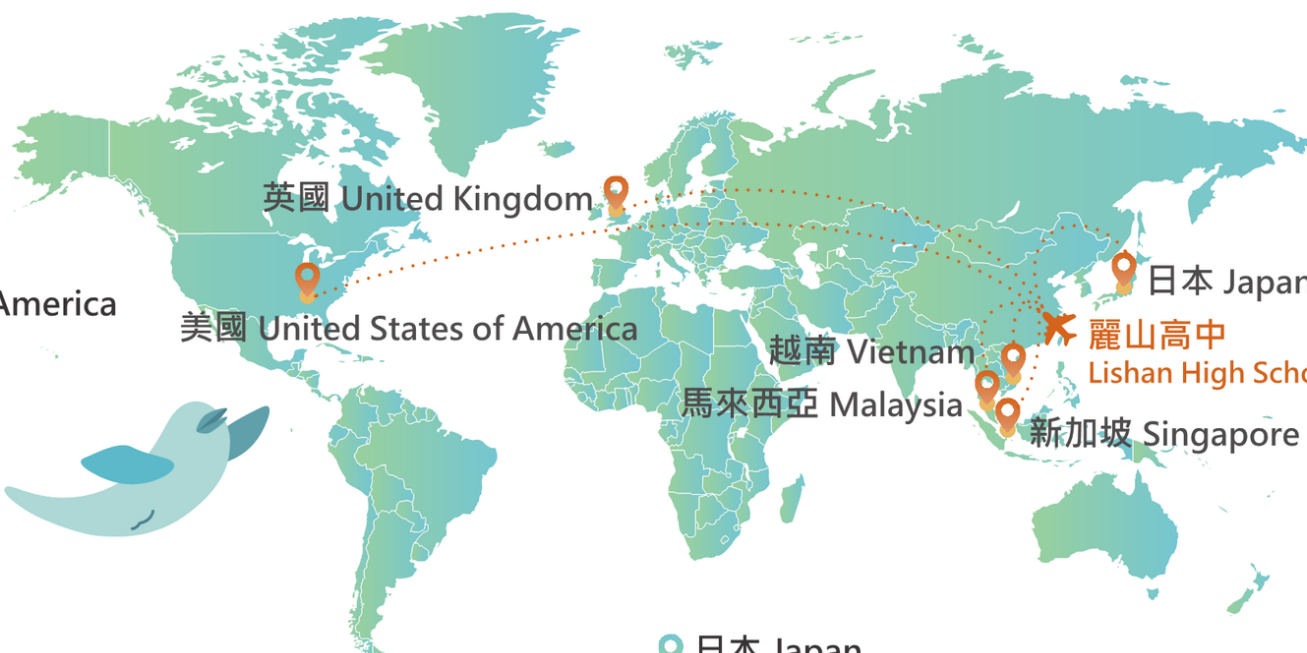 英國 United Kingdom
日本 Japan
America
美國 United States of America
麗山高中
Lishan High Scho
越南 Vietnam
馬來西亞 Malaysia
新加坡 Singapore
日本 Japan